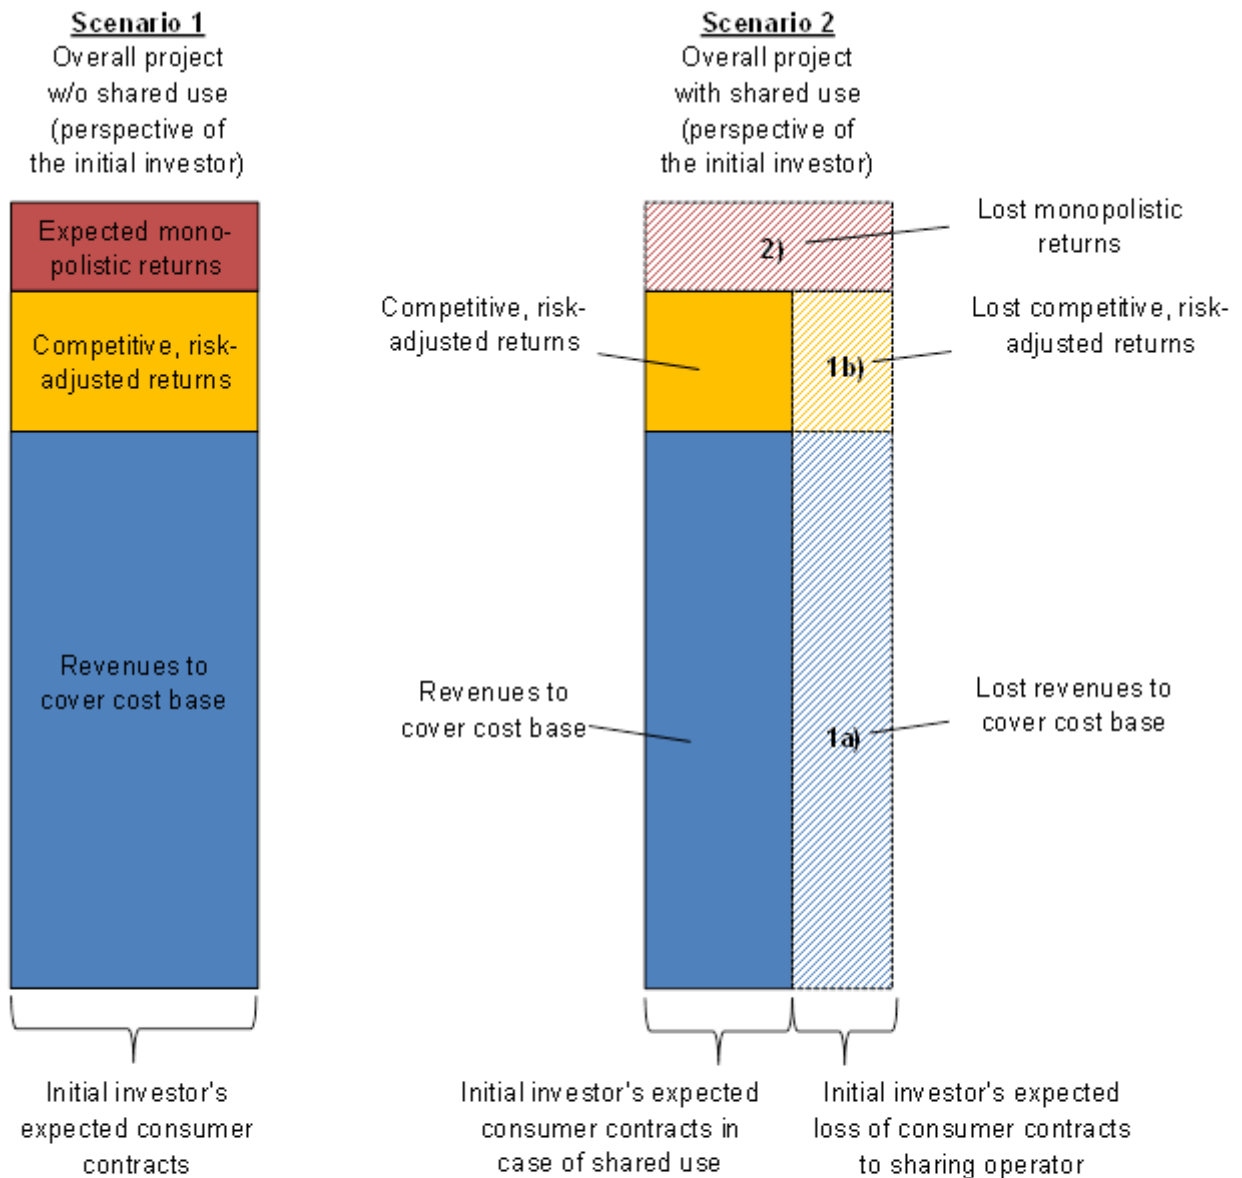 Scenario 1
Overall project
w/o shared use
(perspective of
the initial investor)
Expected mono-
polistic returns
Competitive, risk-
adjusted returns
Revenues to
cover cost base
Initial investor's
expected consumer
contracts
Scenario 2
Overall project
with shared use
(perspective of
the initial investor)
2)
Lost monopolistic
returns
Competitive, risk-
adjusted returns
1b)
Lost competitive, risk-
adjusted returns
Revenues to
cover cost base
1a)
Lost revenues to
cover cost base
Initial investor's expected
consumer contracts in
case of shared use
Initial investor's expected
loss of consumer contracts
to sharing operator